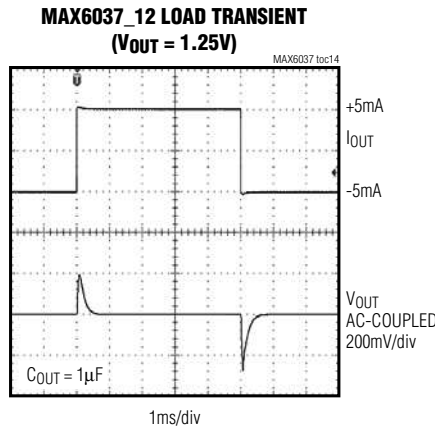 MAX6037_12 LOAD TRANSIENT
(VOUT = 1.25V)
MAX6037 toc14
+5mA
IOUT
-5mA
VOUT
AC-COUPLED
200mV/div
COUT = 1μF
1ms/div